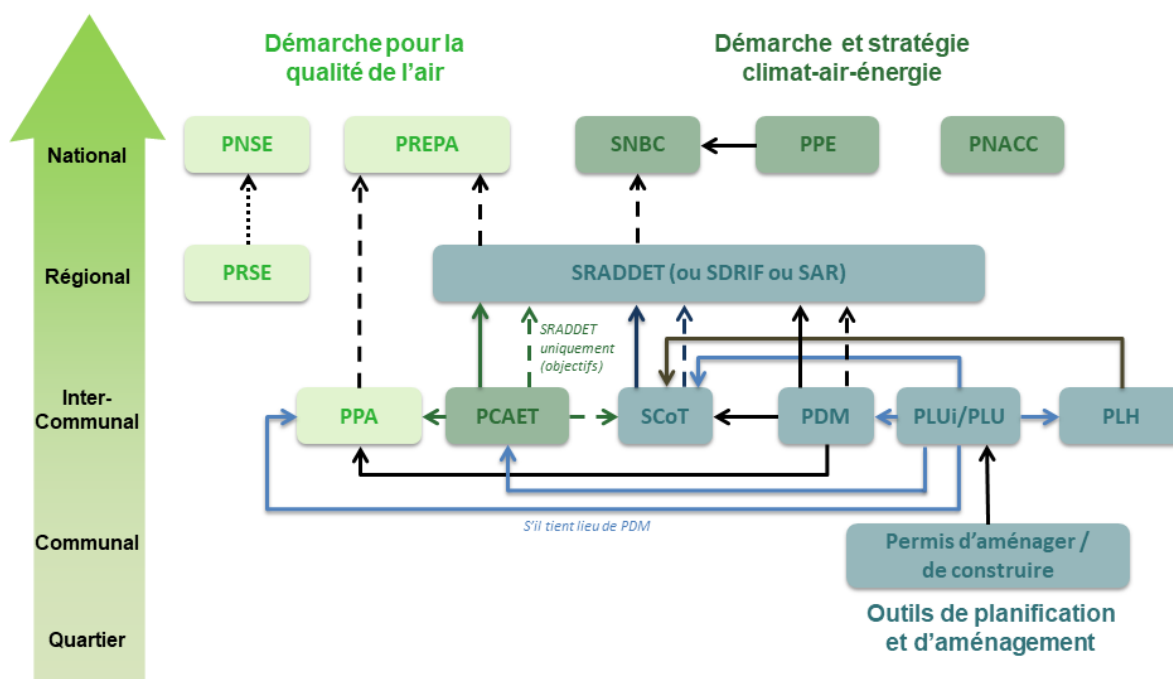 Démarche pour la
qualité de l'air
Démarche et stratégie
climat-air-énergie
National
PNSE
PREPA
SNBC
PPE
PNACC
Régional
PRSE
SRADDET (ou SDRIF ou SAR)
SRADDET
uniquement
(objectifs)
Inter-
Communal
PPA
PCAET
SCoT
PDM
PLUi/PLU
PLH
S'il tient lieu de PDM
Communal
Permis d'aménager /
de construire
Outils de planification
et d'aménagement
Quartier